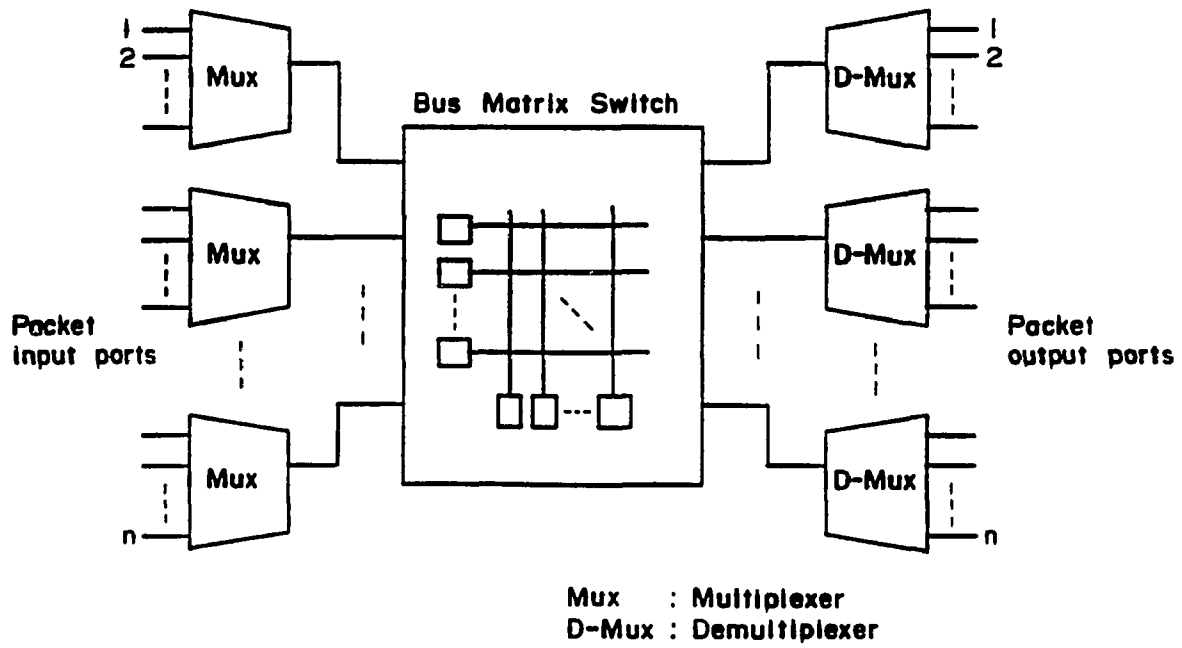 1
2
Mux
Bus Matrix Switch
D-Mux
1
2
Mux
D-Mux
Packet
input ports
Packet
output ports
Mux
D-Mux
n
n
Mux : Multiplexer
D-Mux : Demultiplexer